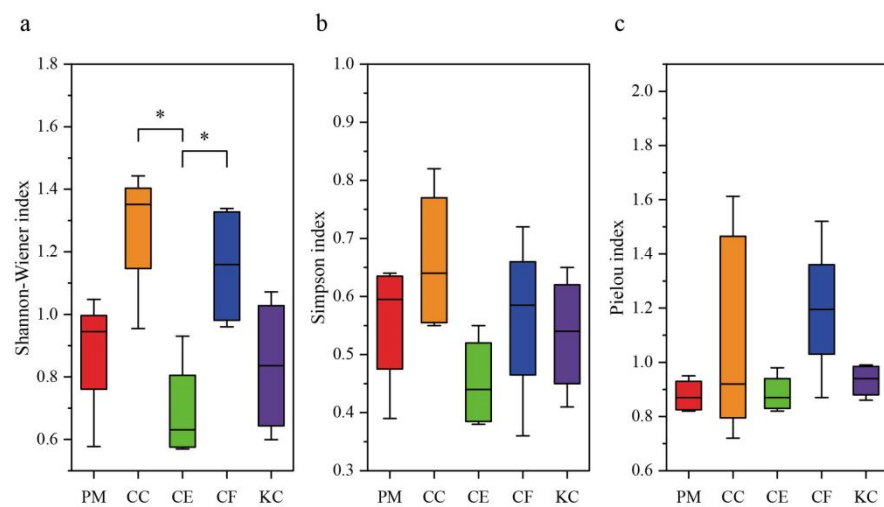 a
b
c
Shannon-Wiener index
1.8
1.6
1.4
1.2
1.0
0.8
0.6
*
*
PM CC CE CF KC
Simpson index
1.0
0.9
0.8
0.7
0.6
0.5
0.4
0.3
PM CC CE CF KC
Pielou index
2.0
1.8
1.6
1.4
1.2
1.0
0.8
0.6
PM CC CE CF KC